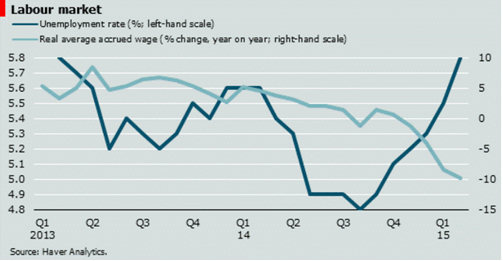 Labour market
Unemployment rate (%; left-hand scale)
Real average accrued wage (% change, year on year; right-hand scale)
5.8 10
5.7
5.6 5
5.5
5.4 0
5.3
5.2 -5
5.1
5.0 -10
4.9
4.8 -15
Q1 Q2 Q3 Q4 Q1 Q2 Q3 Q4 Q1
2013 14 15
Source: Haver Analytics.